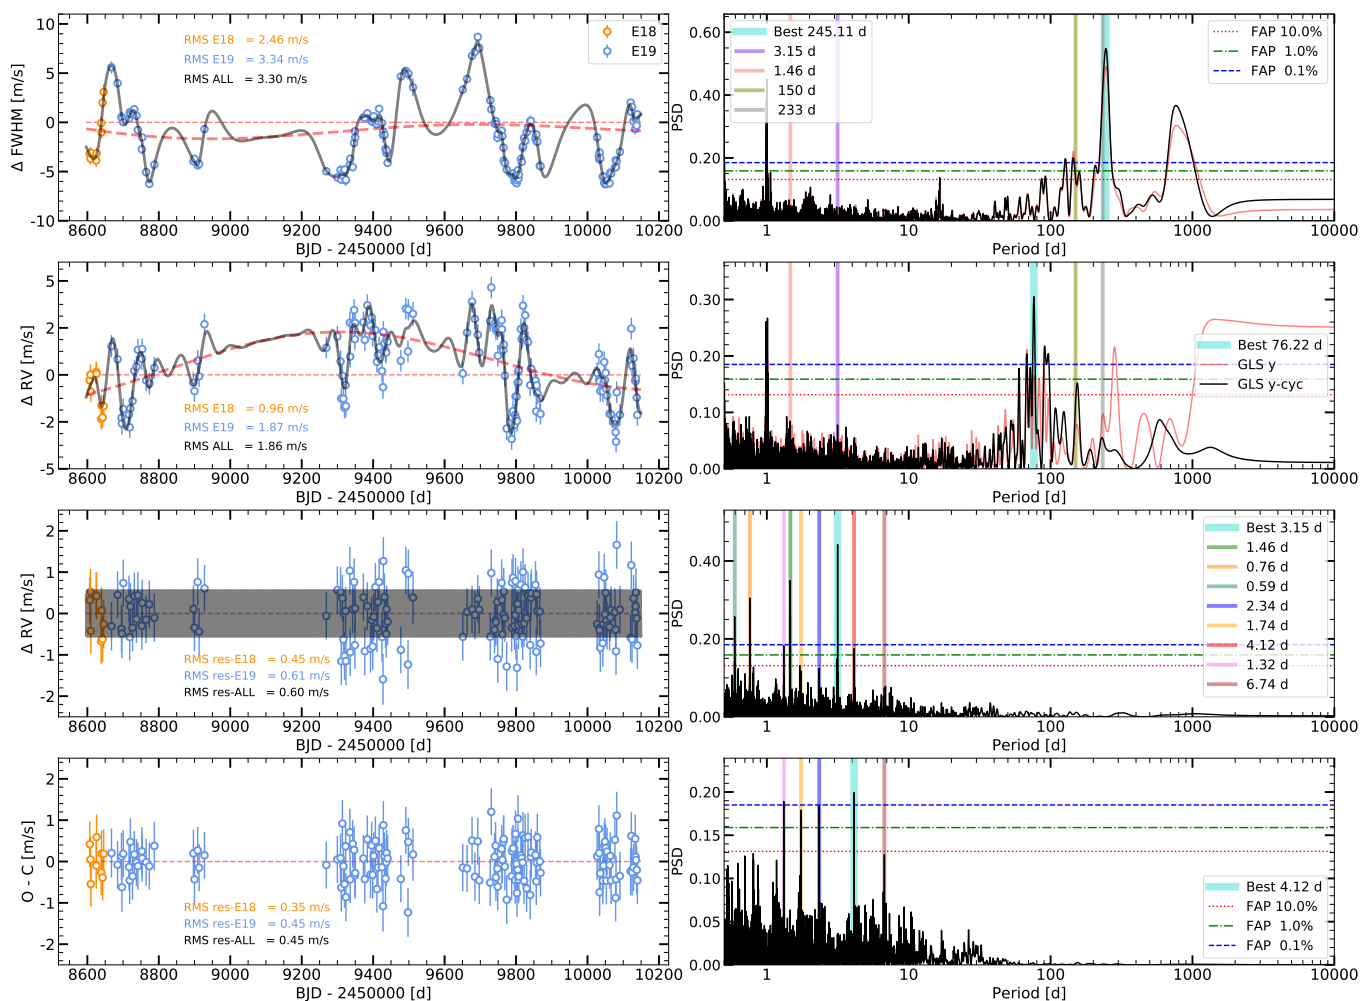 10
5
0
-5
-10
Δ FWHM [m/s]
RMS E18 = 2.46 m/s
RMS E19 = 3.34 m/s
RMS ALL = 3.30 m/s
E18
E19
8600 8800 9000 9200 9400 9600 9800 10000 10200
BJD - 2450000 [d]
0.60
0.40
0.20
0.00
PSD
Best 245.11 d
3.15 d
1.46 d
150 d
233 d
FAP 10.0%
FAP 1.0%
FAP 0.1%
1 10 100 1000 10000
Period [d]
5
2
0
-2
-5
Δ RV [m/s]
RMS E18 = 0.96 m/s
RMS E19 = 1.87 m/s
RMS ALL = 1.86 m/s
8600 8800 9000 9200 9400 9600 9800 10000 10200
BJD - 2450000 [d]
0.30
0.20
0.10
0.00
PSD
Best 76.22 d
GLS y
GLS y-cyc
1 10 100 1000 10000
Period [d]
2
1
0
-1
-2
Δ RV [m/s]
RMS res-E18 = 0.45 m/s
RMS res-E19 = 0.61 m/s
RMS res-ALL = 0.60 m/s
8600 8800 9000 9200 9400 9600 9800 10000 10200
BJD - 2450000 [d]
0.40
0.20
0.00
PSD
Best 3.15 d
1.46 d
0.76 d
0.59 d
2.34 d
1.74 d
4.12 d
1.32 d
6.74 d
1 10 100 1000 10000
Period [d]
2
1
0
-1
-2
O - C [m/s]
RMS res-E18 = 0.35 m/s
RMS res-E19 = 0.45 m/s
RMS res-ALL = 0.45 m/s
8600 8800 9000 9200 9400 9600 9800 10000 10200
BJD - 2450000 [d]
0.20
0.15
0.10
0.05
0.00
PSD
Best 4.12 d
FAP 10.0%
FAP 1.0%
FAP 0.1%
1 10 100 1000 10000
Period [d]